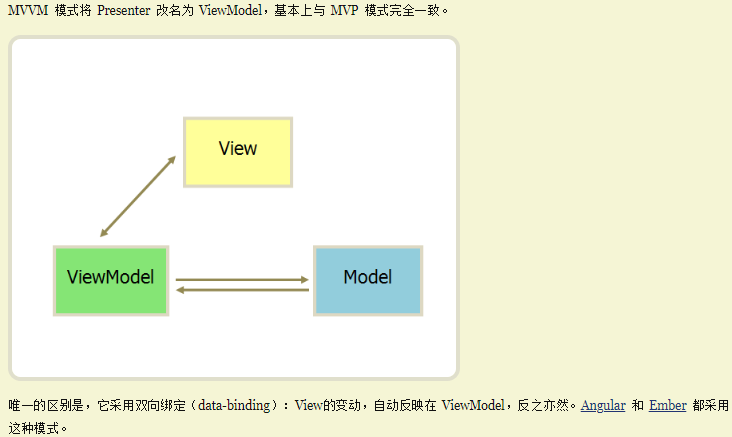 MVVM 模式将 Presenter 改名为 ViewModel，基本上与 MVP 模式完全一致。
View
ViewModel
Model
唯一的区别是，它采用双向绑定（data-binding）：View的变动，自动反映在 ViewModel，反之亦然。Angular 和 Ember 都采用
这种模式。